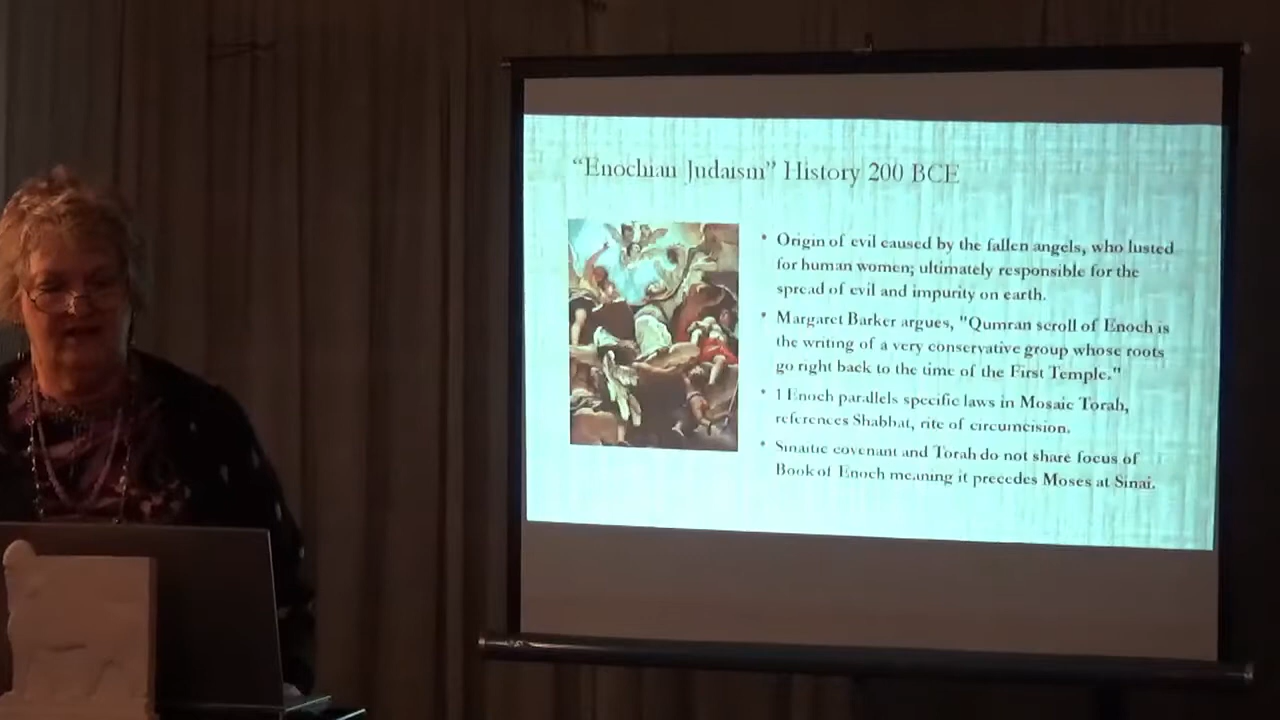 “Enochian Judaism” History 200 BCE
• Origin of evil caused by the fallen angels, who lusted
for human women; ultimately responsible for the
spread of evil and impurity on earth.
• Margaret Barker argues, "Qumran scroll of Enoch is
the writing of a very conservative group whose roots
go right back to the time of the First Temple."
• 1 Enoch parallels specific laws in Mosaic Torah,
references Shabbat, rite of circumcision.
• Sinaitic covenant and Torah do not share focus of
Book of Enoch meaning it precedes Moses at Sinai.